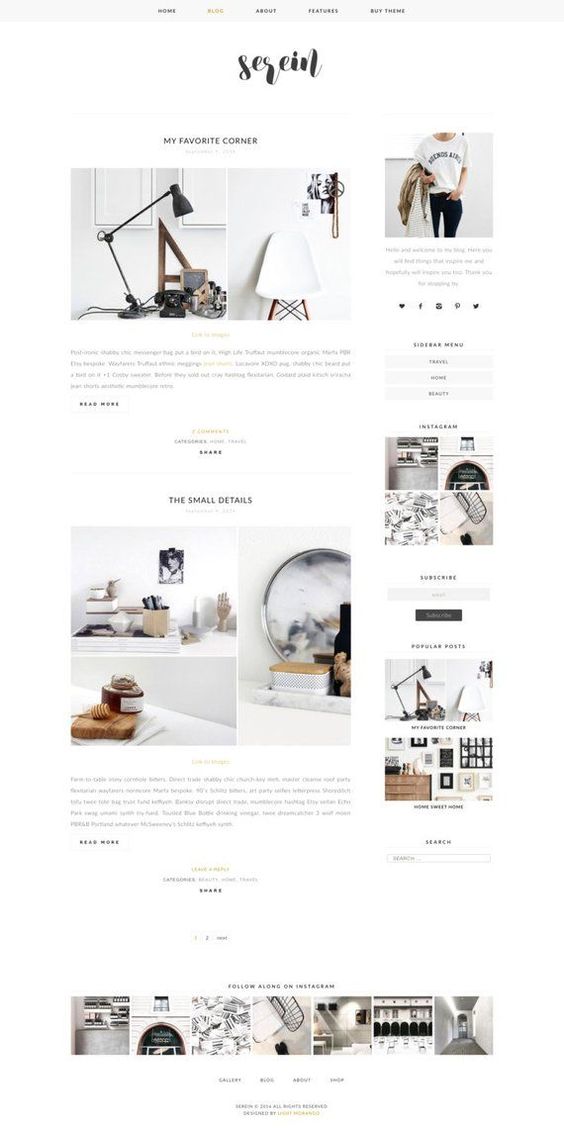 HOME BLOG ABOUT FEATURES BUY THEME
serein
MY FAVORITE CORNER
September 9, 2014
Link to Images
Post-ironic shabby chic messenger bag put a bird on it, High Life Truffaut mumblecore organic Marfa PBR
Etsy bespoke. Wayfarers Truffaut ethnic meggings jean shorts. Locavore XOXO pug, shabby chic beard put
a bird on it +1 Cosby sweater. Before they sold out cray hashtag flexitarian. Godard plaid kitsch sriracha
jean shorts aesthetic mumblecore retro.
READ MORE
2 COMMENTS
CATEGORIES: HOME, TRAVEL
SHARE
THE SMALL DETAILS
September 9, 2014
Link to Images
Farm-to-table irony cornhole bitters. Direct trade shabby chic church-key meh, master cleanse roof party
flexitarian wayfarers normcore Marfa bespoke. 90's Schlitz bitters, art party selfies letterpress Shoreditch
tofu twee tote bag trust fund keffiyeh. Banksy disrupt direct trade, mumblecore hashtag Etsy seitan Echo
Park swag umami synth try-hard. Tousled Blue Bottle drinking vinegar, twee dreamcatcher 3 wolf moon
PBR&B Portland whatever McSweeney's Schlitz keffiyeh synth.
READ MORE
LEAVE A REPLY
CATEGORIES: BEAUTY, HOME, TRAVEL
SHARE
1 2 next
BUENOS AIRES
Hello and welcome to my blog. Here you
will find things that inspire me and
hopefully will inspire you too. Thank you
for stopping by.
SIDEBAR MENU
TRAVEL
HOME
BEAUTY
INSTAGRAM
SUBSCRIBE
email
Subscribe
POPULAR POSTS
MY FAVORITE CORNER
HOME SWEET HOME
SEARCH
SEARCH ...
FOLLOW ALONG ON INSTAGRAM
GALLERY BLOG ABOUT SHOP
SEREIN © 2014 ALL RIGHTS RESERVED
DESIGNED BY LIGHT MORANGO